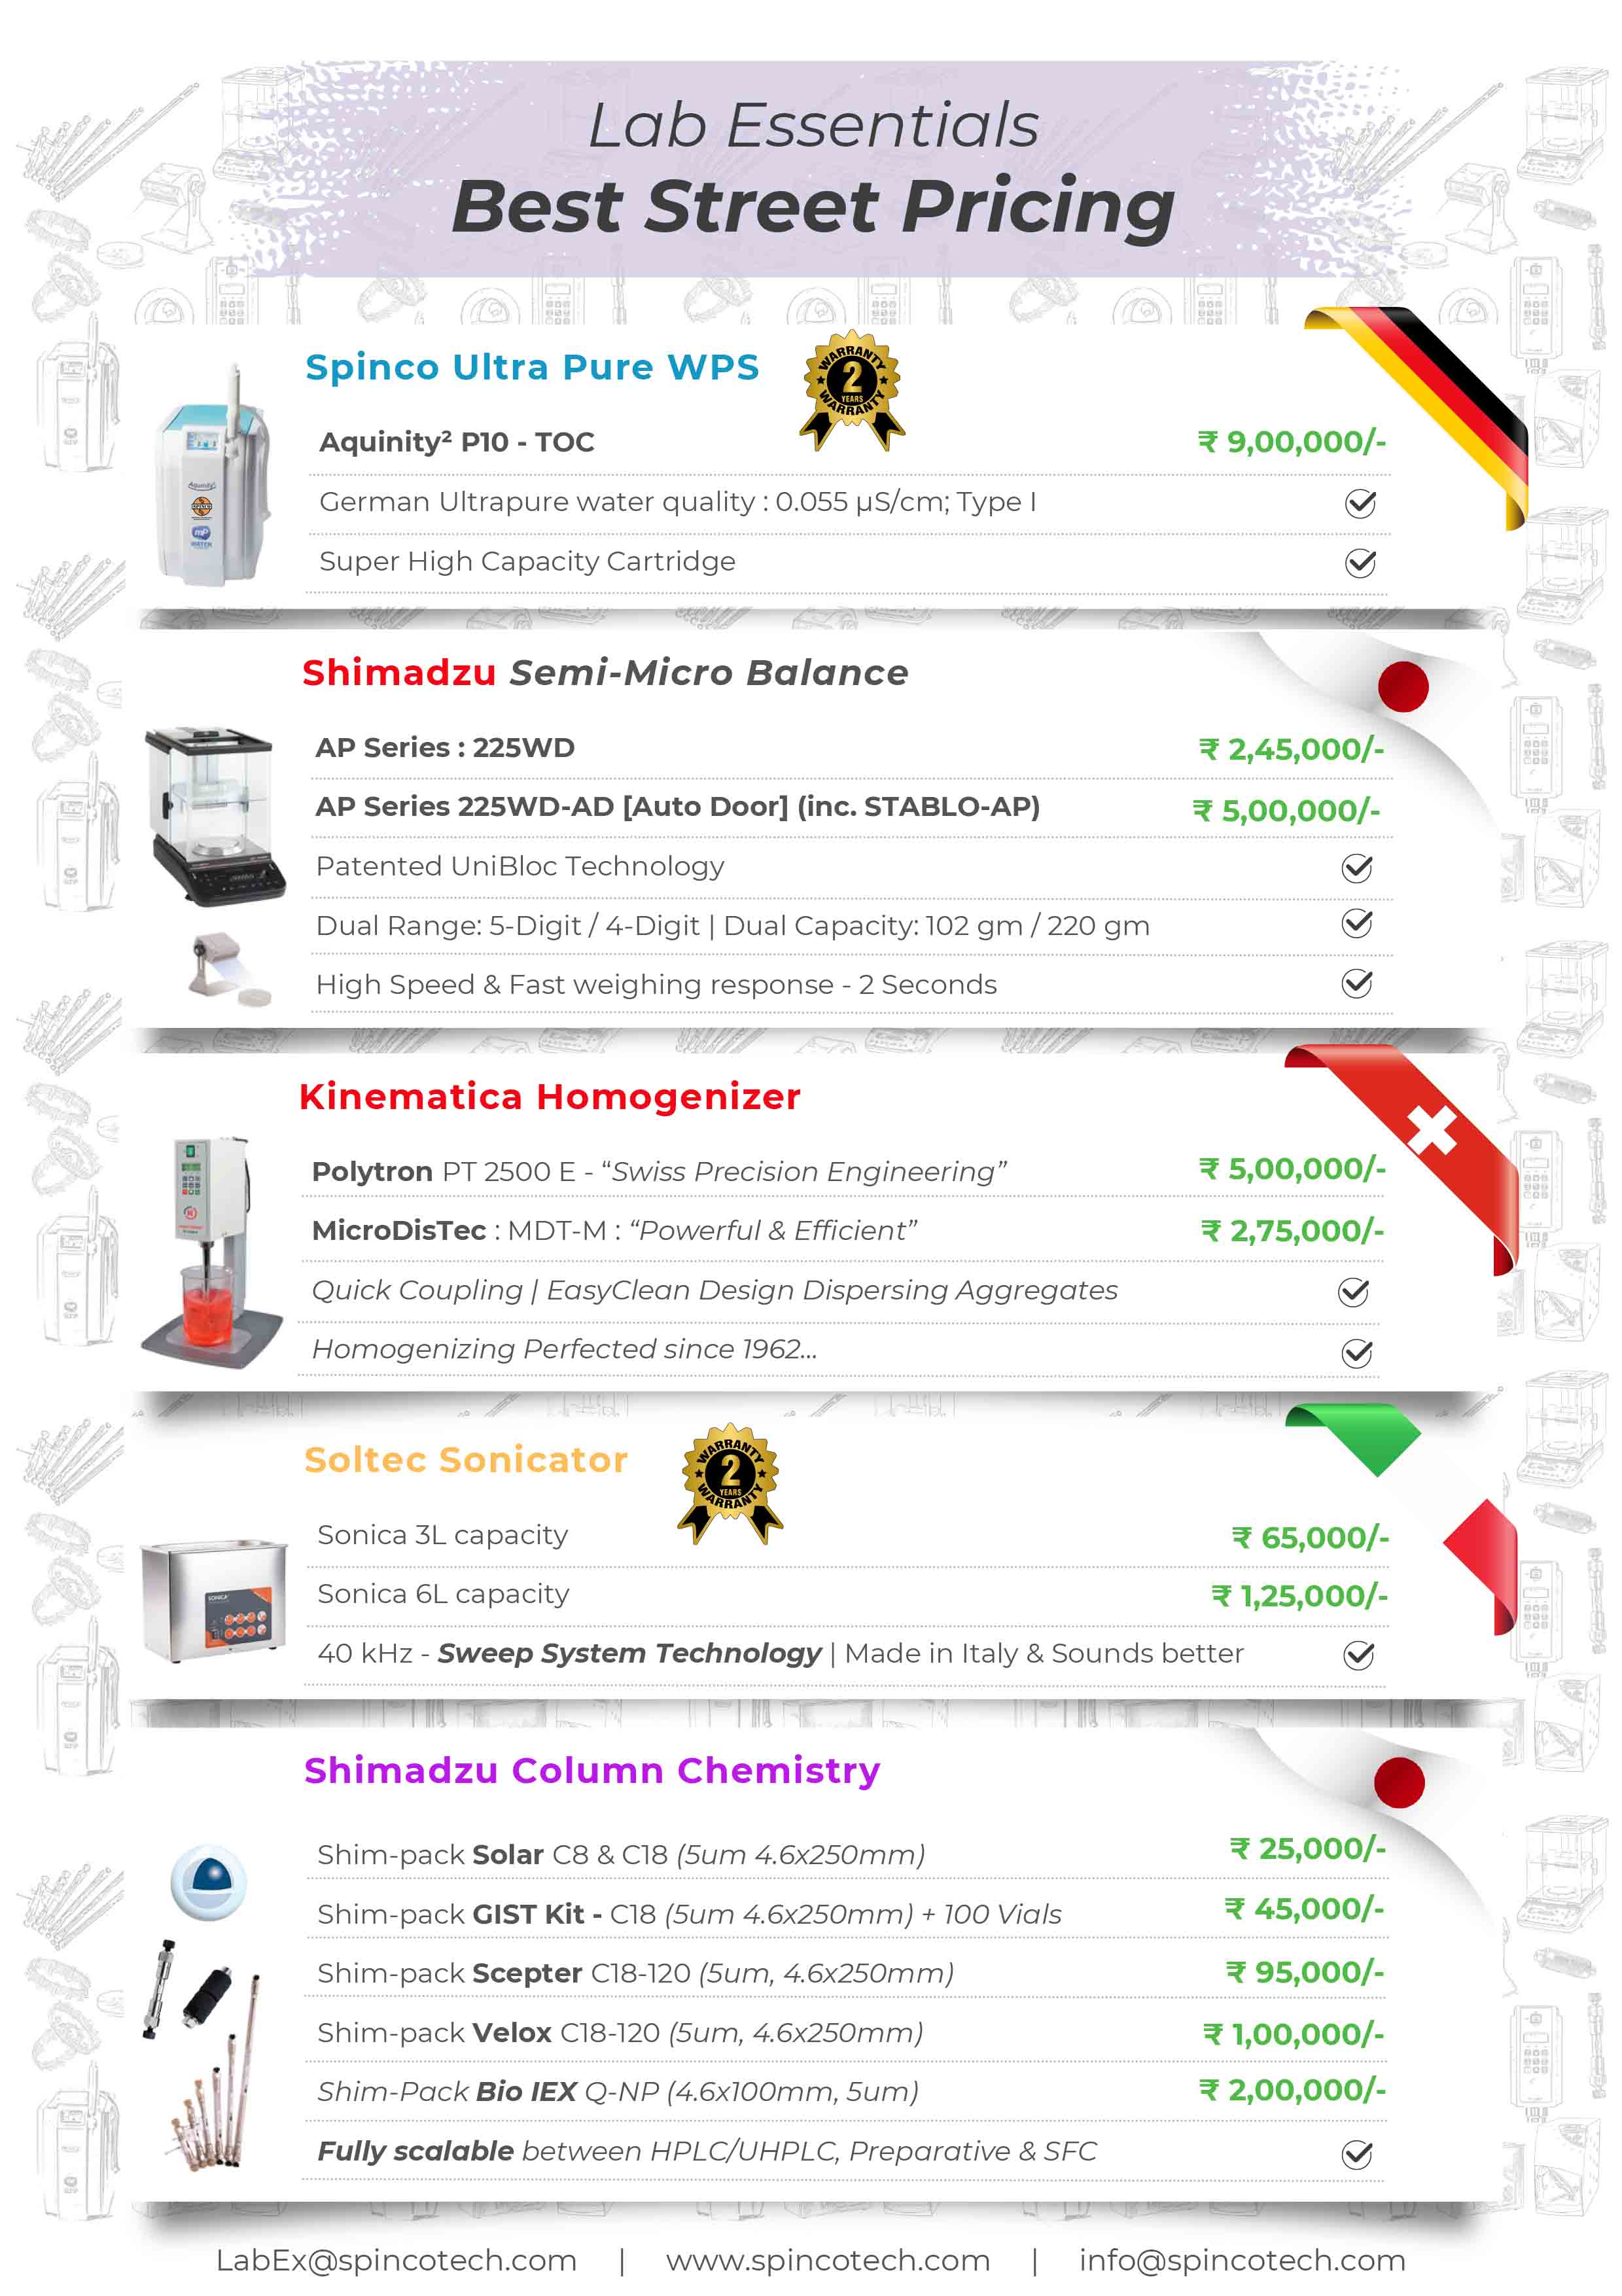 Lab Essentials
Best Street Pricing
Spinco Ultra Pure WPS
WARRANTY
2
YEARS
WARRANTY
Aquinity² P10 - TOC
₹ 9,00,000/-
German Ultrapure water quality : 0.055 µS/cm; Type I
Super High Capacity Cartridge
Shimadzu Semi-Micro Balance
AP Series : 225WD
₹ 2,45,000/-
AP Series 225WD-AD [Auto Door] (inc. STABLO-AP)
₹ 5,00,000/-
Patented UniBloc Technology
Dual Range: 5-Digit / 4-Digit | Dual Capacity: 102 gm / 220 gm
High Speed & Fast weighing response - 2 Seconds
Kinematica Homogenizer
Polytron PT 2500 E - “Swiss Precision Engineering”
₹ 5,00,000/-
MicroDisTec : MDT-M : “Powerful & Efficient”
₹ 2,75,000/-
Quick Coupling | EasyClean Design Dispersing Aggregates
Homogenizing Perfected since 1962...
Soltec Sonicator
WARRANTY
2
YEARS
WARRANTY
Sonica 3L capacity
₹ 65,000/-
Sonica 6L capacity
₹ 1,25,000/-
SONICA
40 kHz - Sweep System Technology | Made in Italy & Sounds better
Shimadzu Column Chemistry
Shim-pack Solar C8 & C18 (5um 4.6x250mm)
₹ 25,000/-
Shim-pack GIST Kit - C18 (5um 4.6x250mm) + 100 Vials
₹ 45,000/-
Shim-pack Scepter C18-120 (5um, 4.6x250mm)
₹ 95,000/-
Shim-pack Velox C18-120 (5um, 4.6x250mm)
₹ 1,00,000/-
Shim-Pack Bio IEX Q-NP (4.6x100mm, 5um)
₹ 2,00,000/-
Fully scalable between HPLC/UHPLC, Preparative & SFC
LabEx@spincotech.com | www.spincotech.com | info@spincotech.com